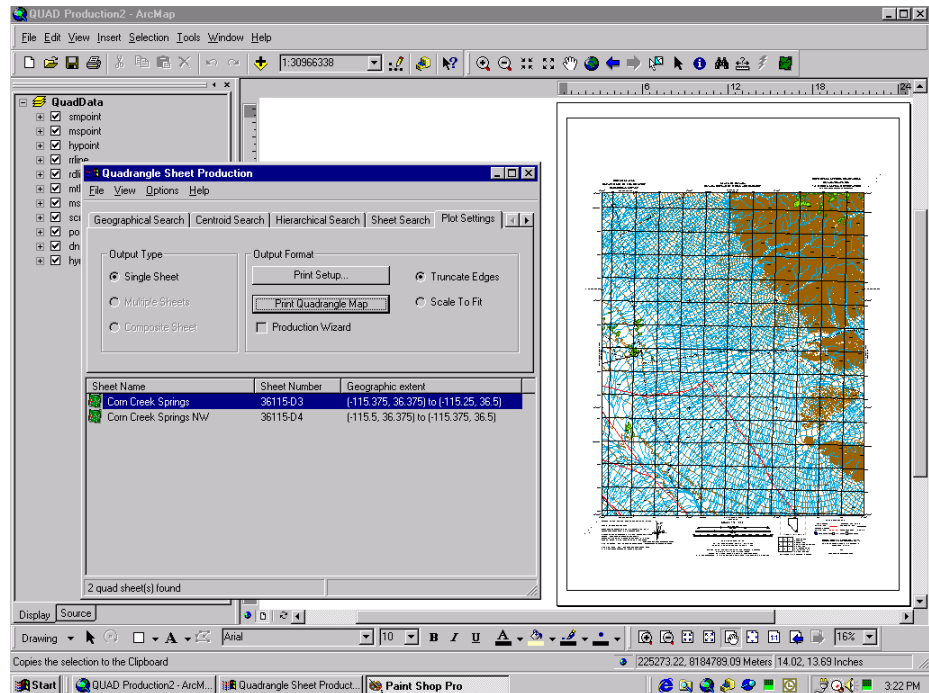 QUAD Production2 - ArcMap
File Edit View Insert Selection Tools Window Help
1:30966338
QuadData
smpoint
mspoint
hypoint
rrline
Quadrangle Sheet Production
File View Options Help
Geographical Search Centroid Search Hierarchical Search Sheet Search Plot Settings
Output Type
Single Sheet
Multiple Sheets
Composite Sheet
Output Format
Print Setup...
Print Quadrangle Map
Production Wizard
Truncate Edges
Scale To Fit
Sheet Name Sheet Number Geographic extent
Corn Creek Springs 36115-D3 (-115.375, 36.375) to (-115.25, 36.5)
Corn Creek Springs NW 36115-D4 (-115.5, 36.375) to (-115.375, 36.5)
2 quad sheet(s) found
6 12 18 24
Display Source
Drawing A Arial 10 B I U A 16%
Copies the selection to the Clipboard
225273.22, 8184789.09 Meters 14.02, 13.69 Inches
Start QUAD Production2 - ArcM... Quadrangle Sheet Product... Paint Shop Pro 3:22 PM